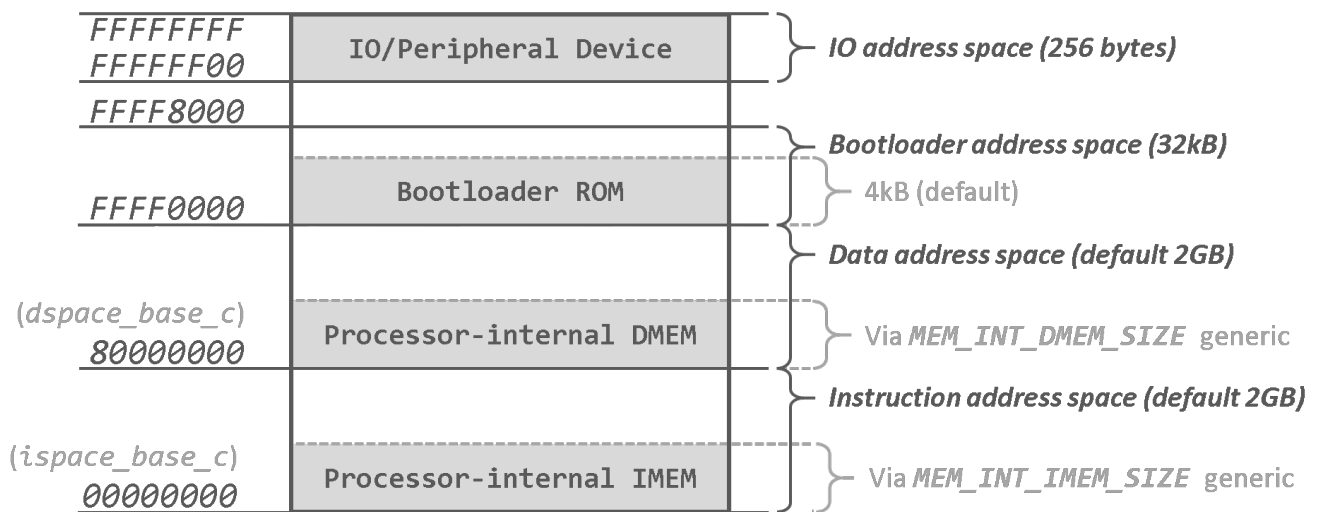 FFFFFFFF
IO/Peripheral Device
IO address space (256 bytes)
FFFFFF00
FFFF8000
Bootloader address space (32kB)
Bootloader ROM
4kB (default)
FFFF0000
Data address space (default 2GB)
(dspace_base_c)
Processor-internal DMEM
Via MEM_INT_DMEM_SIZE generic
80000000
Instruction address space (default 2GB)
(ispace_base_c)
Processor-internal IMEM
Via MEM_INT_IMEM_SIZE generic
00000000